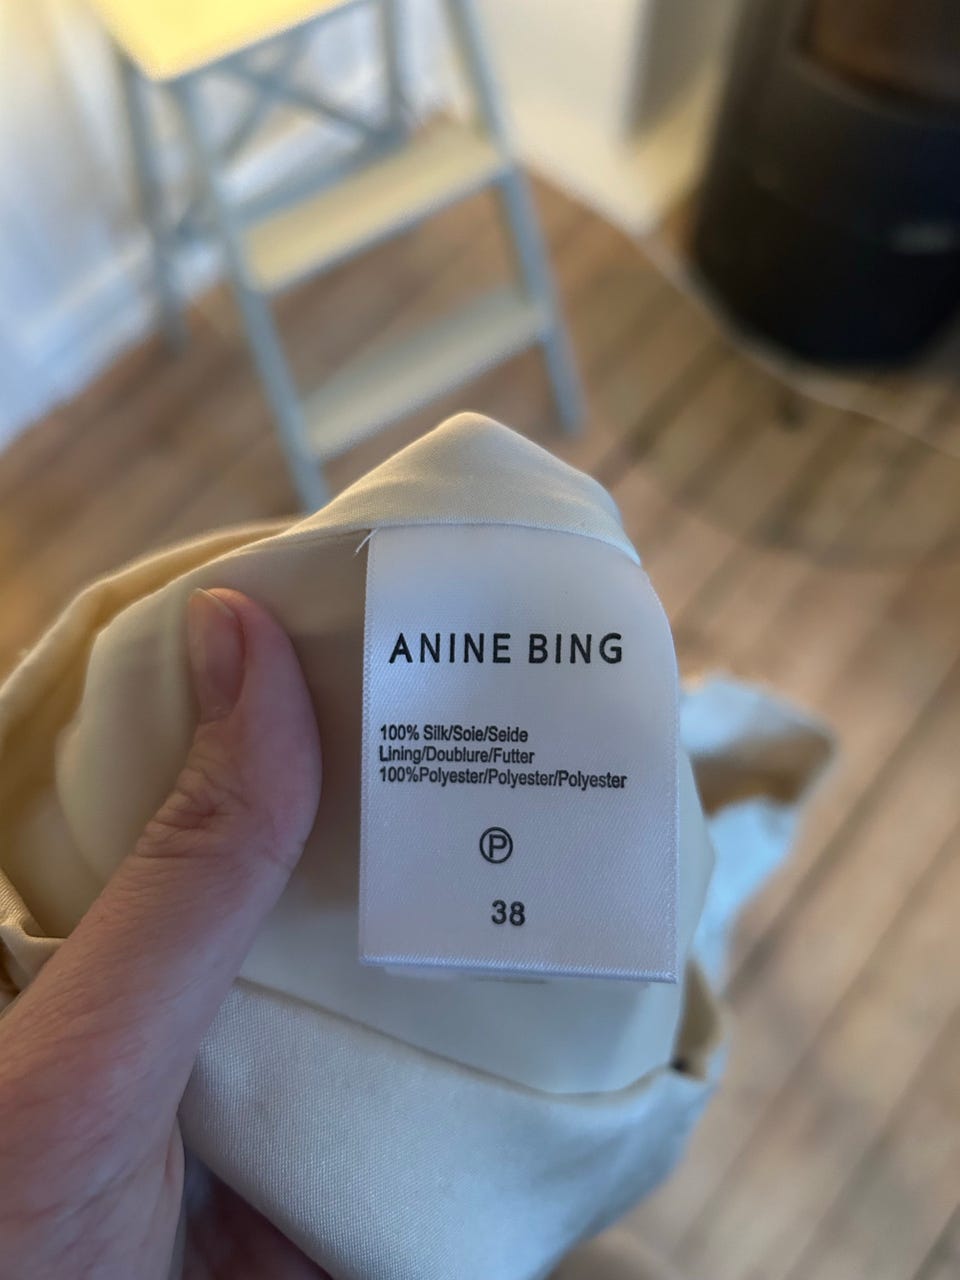 ANINE BING
100% Silk/Soie/Seide
Lining/Doublure/Futter
100%Polyester/Polyester/Polyester
P
38